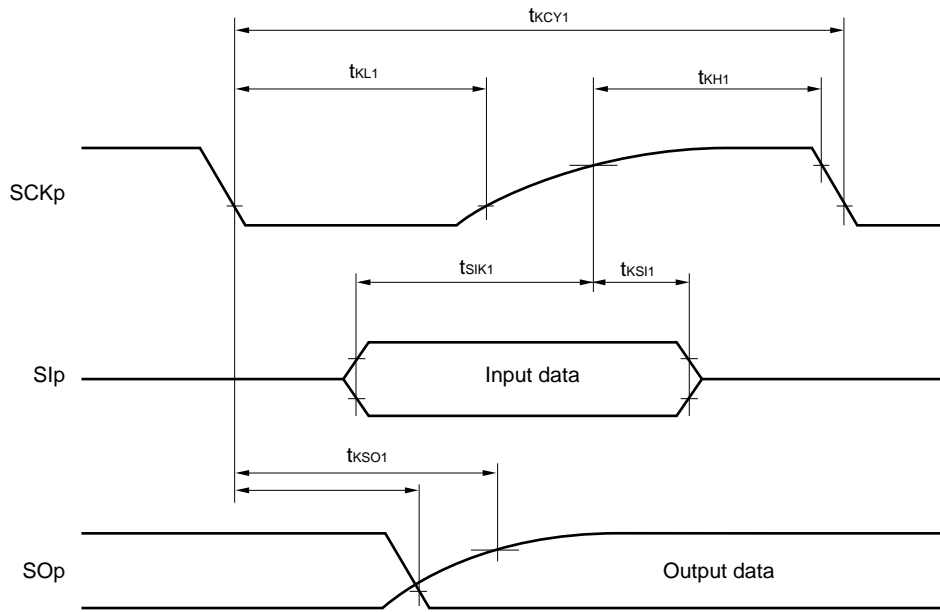 tKCY1
tKL1
tKH1
SCKp
tSIK1
tKSI1
SIp
Input data
tKSO1
SOp
Output data